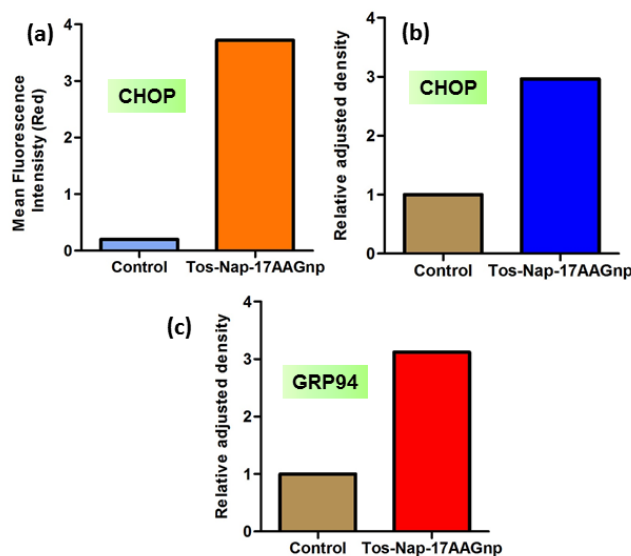 (a)
Mean Fluorescence
Intensisty (Red)
4
3
2
1
0
CHOP
Control
Tos-Nap-17AAGnp
(b)
Relative adjusted density
4
3
2
1
0
CHOP
Control
Tos-Nap-17AAGnp
(c)
Relative adjusted density
4
3
2
1
0
GRP94
Control
Tos-Nap-17AAGnp